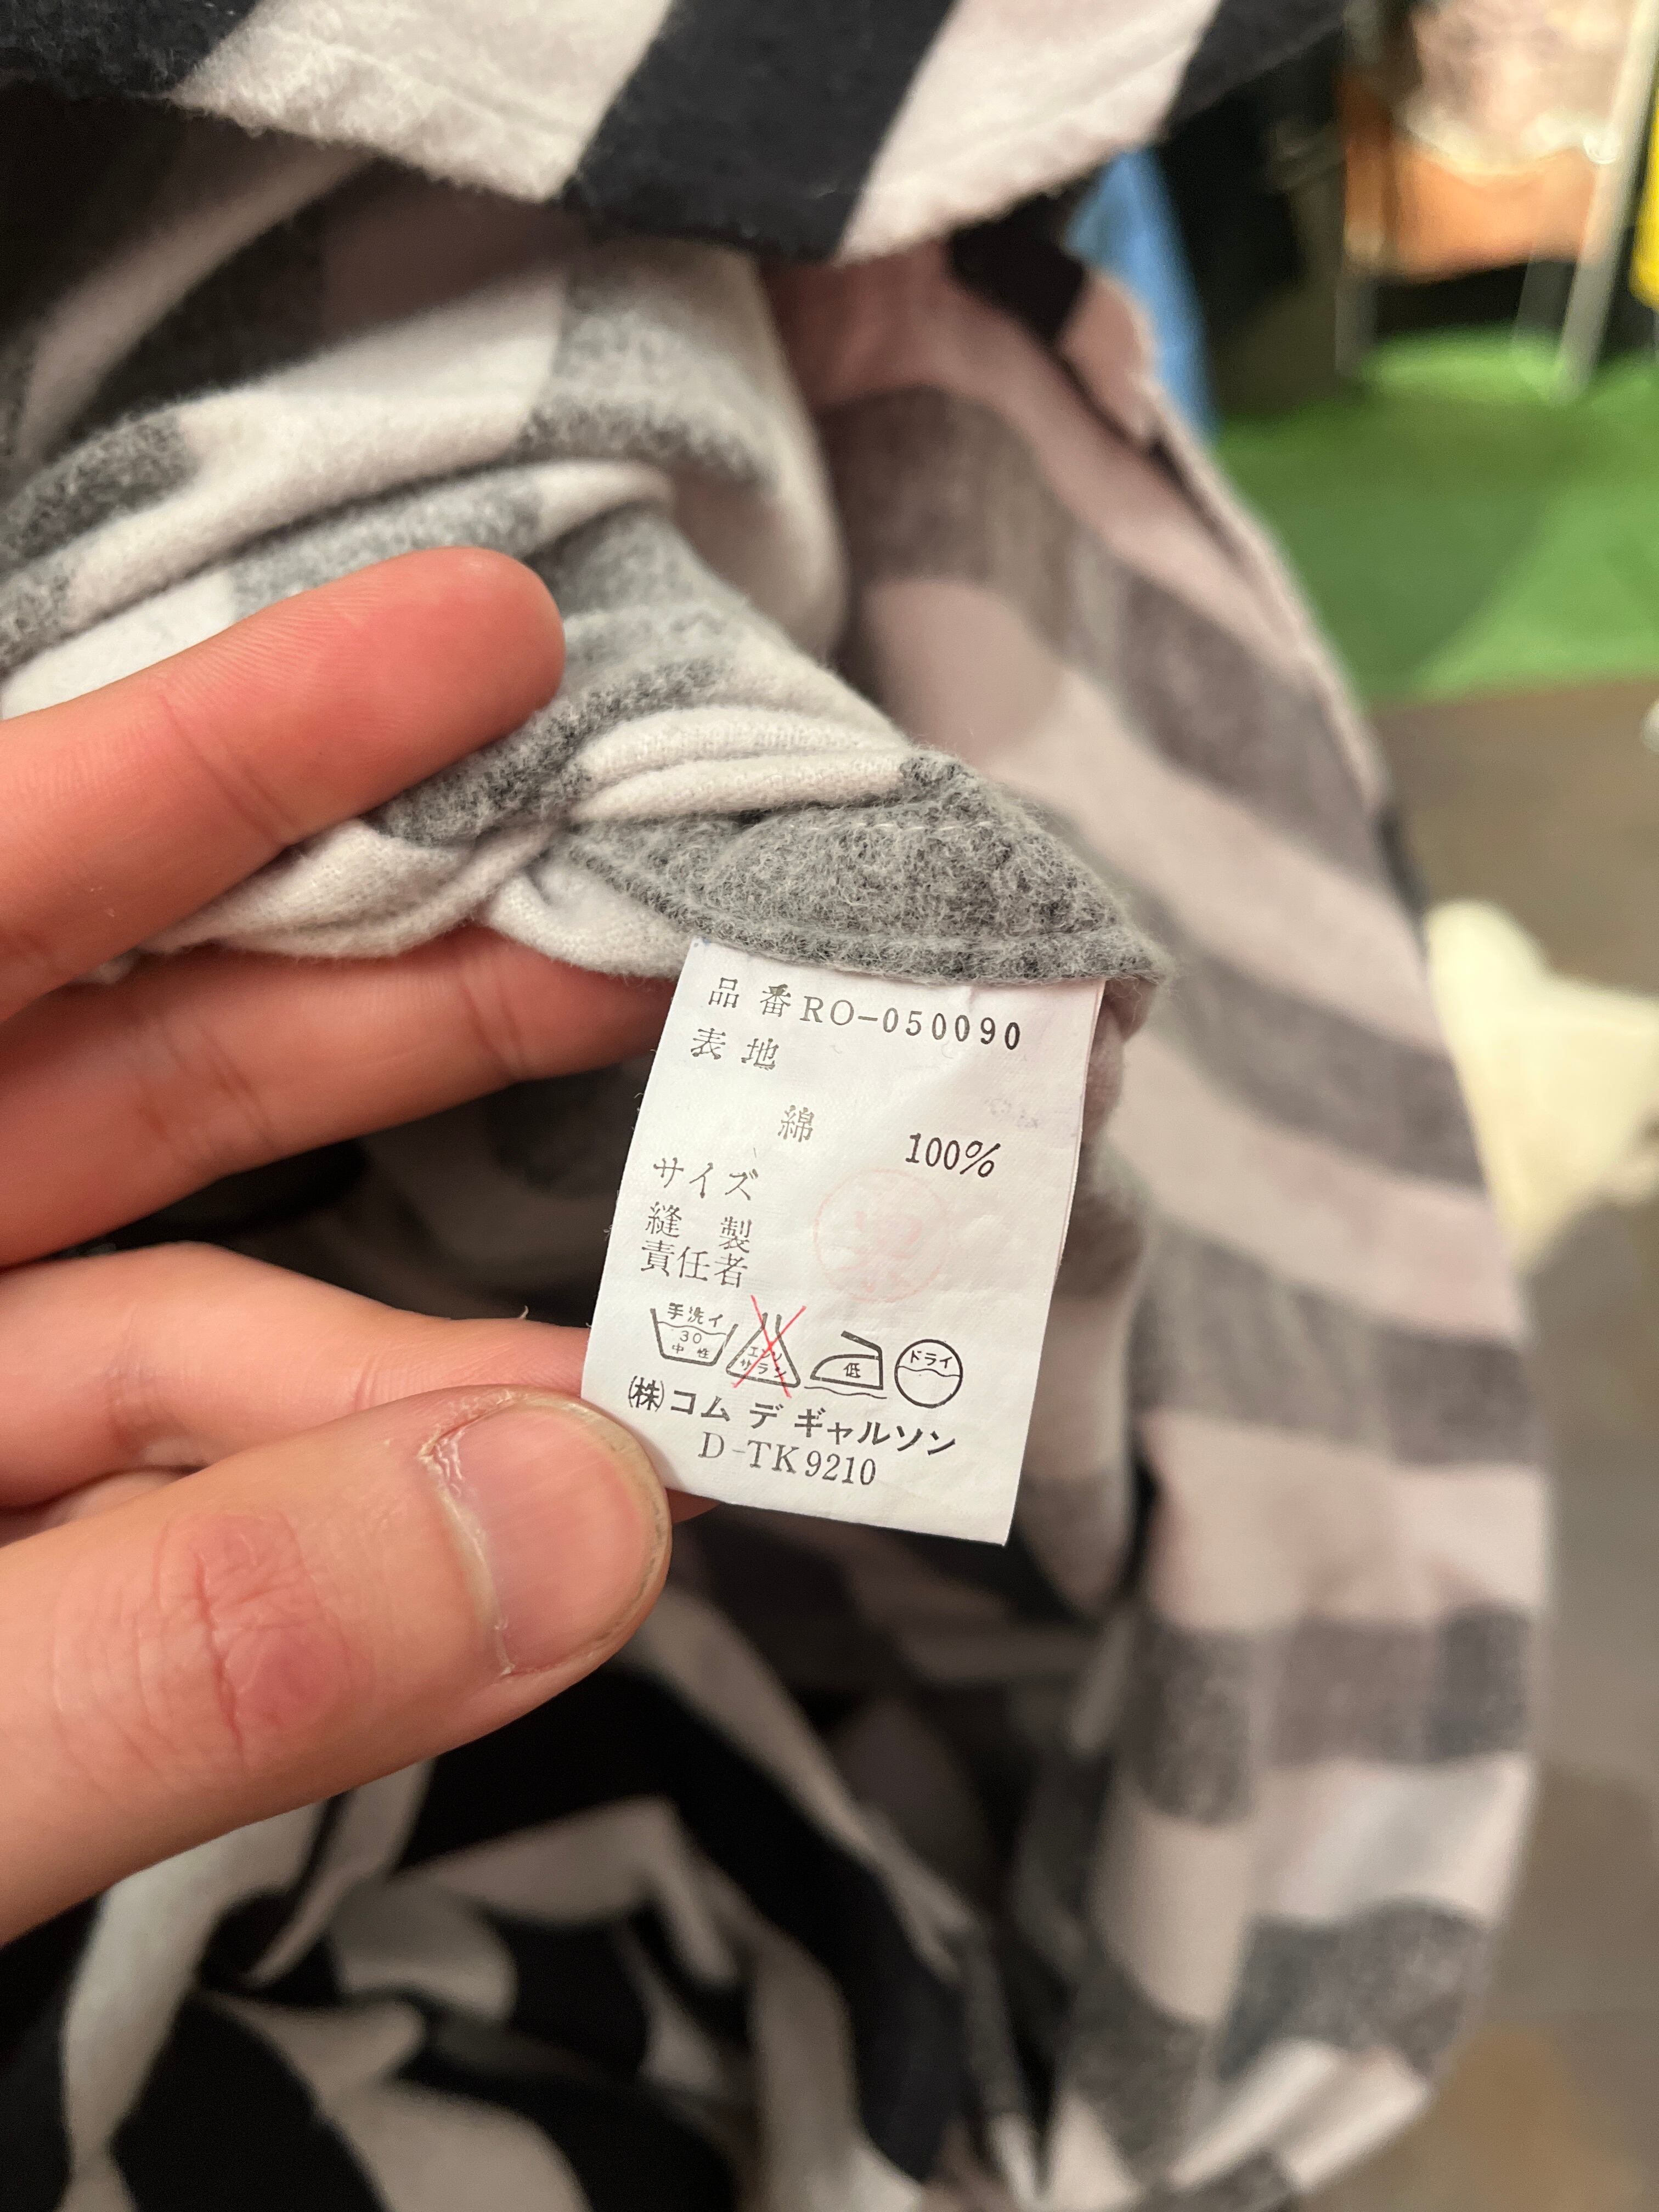 品 番 RO-050090
表 地
綿 100%
サイズ
縫 製
責任者
手洗イ
30
中 性
エンソ
サラシ
低
ドライ
(株)コム デ ギャルソン
D-TK9210